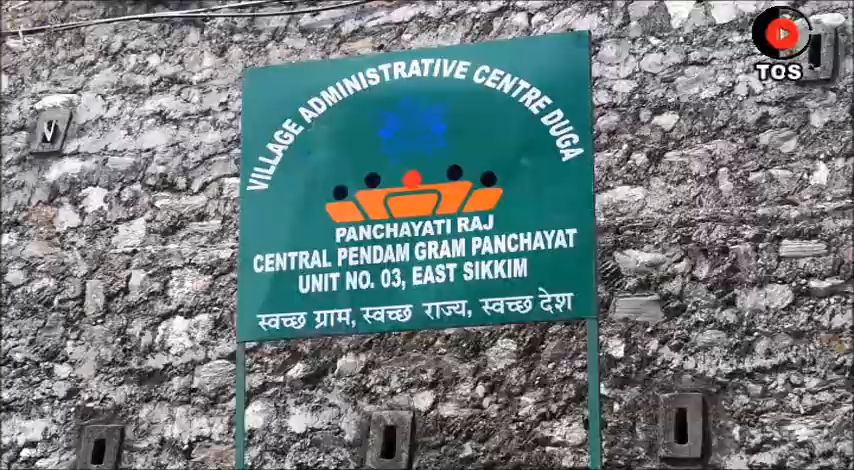 TOS
VILLAGE ADMINISTRATIVE CENTRE DUGA
PANCHAYATI RAJ
CENTRAL PENDAM GRAM PANCHAYAT
UNIT NO. 03, EAST SIKKIM
स्वच्छ ग्राम, स्वच्छ राज्य, स्वच्छ देश